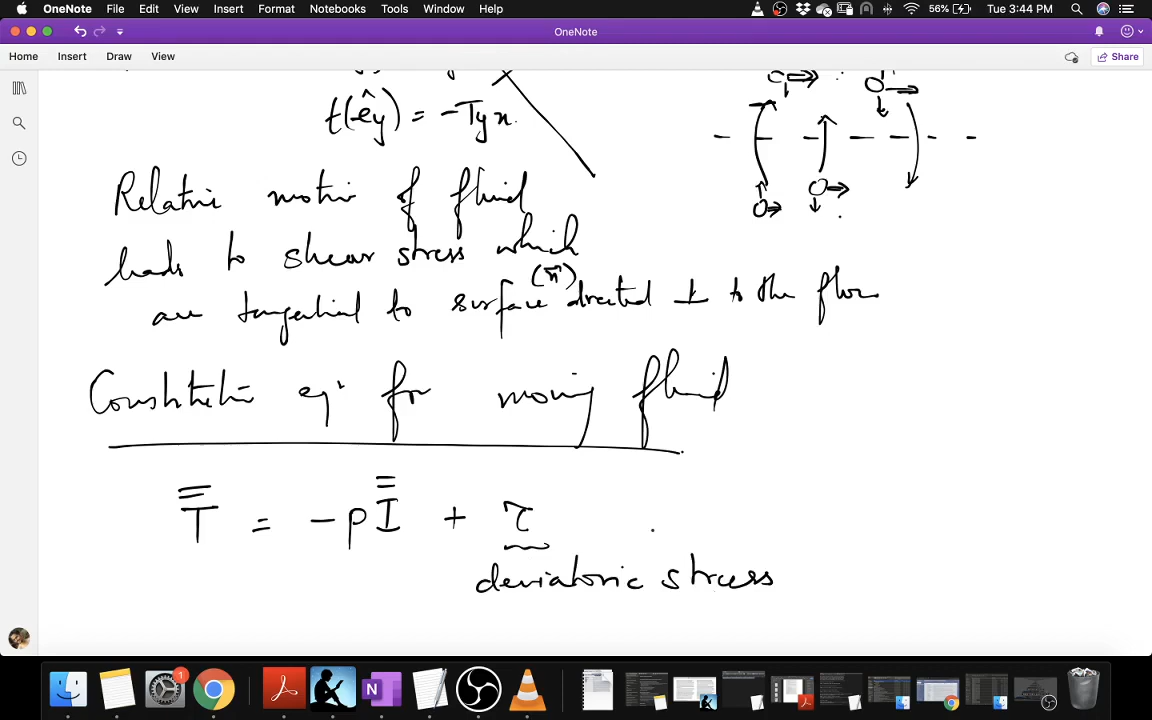 OneNote File Edit View Insert Format Notebooks Tools Window Help 56% Tue 3:44 PM
OneNote
Home Insert Draw View Share
t(êy) = -Tyx
Relative motion of fluid
leads to shear stress which
(n)
are tangential to surface directed ⊥ to the flow
Constitutive eqⁿ for moving fluid
T = -pI + τ
deviatoric stress
1